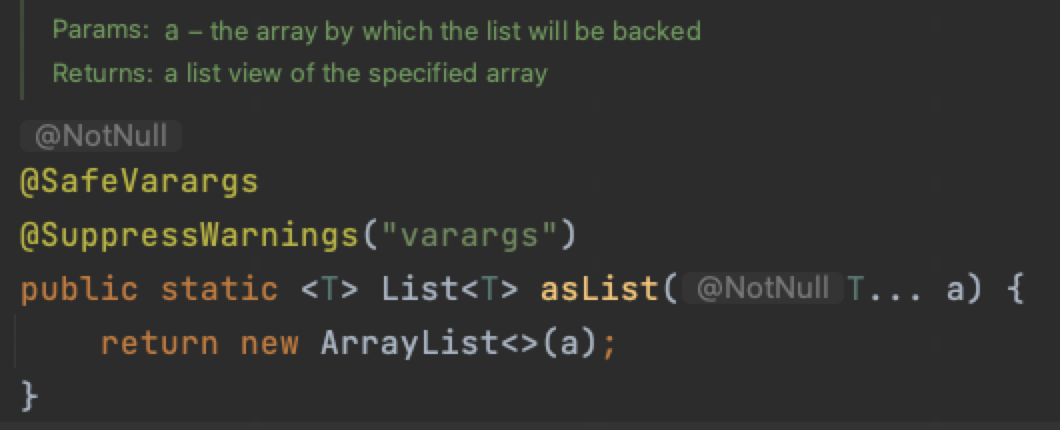 Params: a – the array by which the list will be backed
Returns: a list view of the specified array
@NotNull
@SafeVarargs
@SuppressWarnings("varargs")
public static <T> List<T> asList( @NotNull T... a) {
    return new ArrayList<>(a);
}